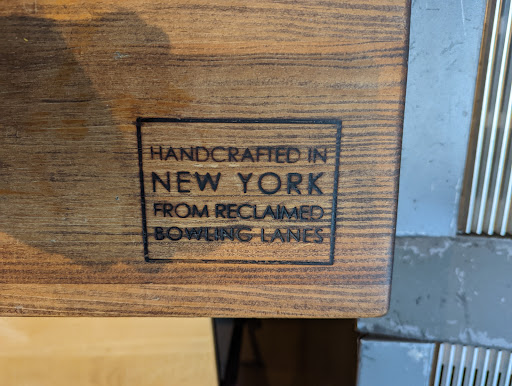 HANDCRAFTED IN
NEW YORK
FROM RECLAIMED
BOWLING LANES